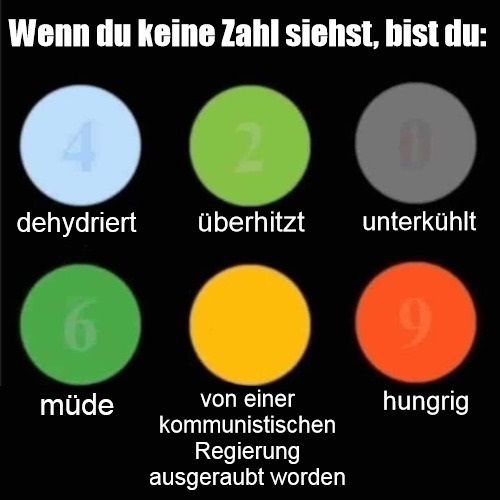 Wenn du keine Zahl siehst, bist du:
4 2 0
dehydriert überhitzt unterkühlt
6 9
müde von einer hungrig
kommunistischen
Regierung
ausgeraubt worden